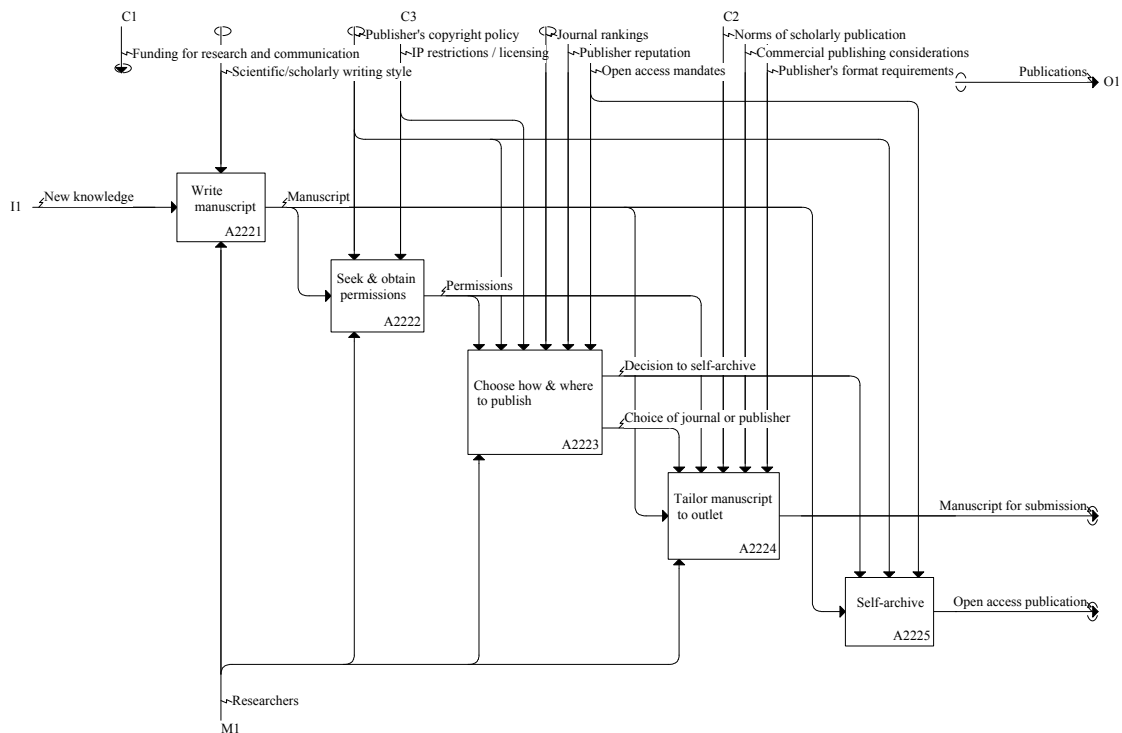 C1
C3
C2
Publisher's copyright policy
Journal rankings
Norms of scholarly publication
Funding for research and communication
IP restrictions / licensing
Publisher reputation
Commercial publishing considerations
Scientific/scholarly writing style
Open access mandates
Publisher's format requirements
Publications
O1
I1
New knowledge
Write
manuscript
A2221
Manuscript
Seek & obtain
permissions
A2222
Permissions
Choose how & where
to publish
A2223
Decision to self-archive
Choice of journal or publisher
Tailor manuscript
to outlet
A2224
Manuscript for submission
Self-archive
A2225
Open access publication
Researchers
M1